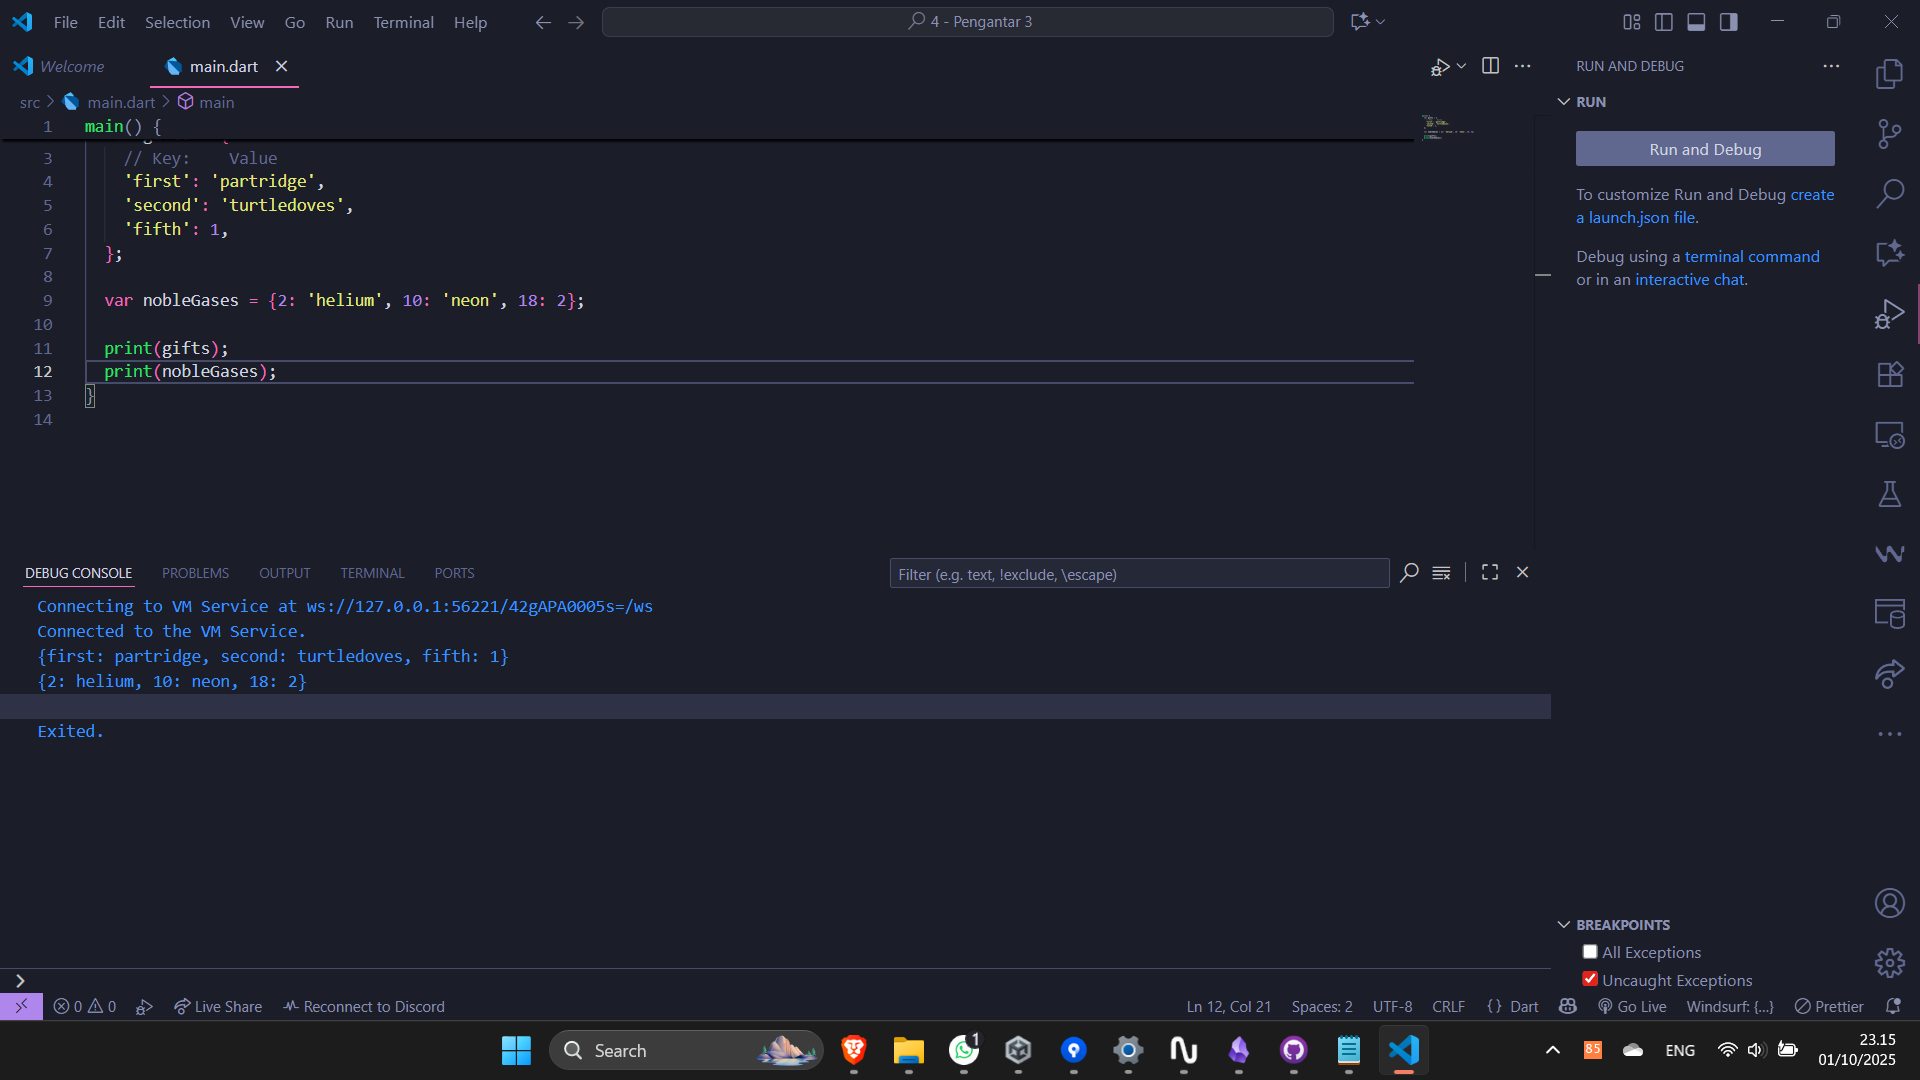 File Edit Selection View Go Run Terminal Help
4 - Pengantar 3
Welcome
main.dart
src > main.dart > main
1 main() {
3 // Key:    Value
4 'first': 'partridge',
5 'second': 'turtledoves',
6 'fifth': 1,
7 };
8
9 var nobleGases = {2: 'helium', 10: 'neon', 18: 2};
10
11 print(gifts);
12 print(nobleGases);
13 }
14
RUN AND DEBUG
RUN
Run and Debug
To customize Run and Debug create
a launch.json file.
Debug using a terminal command
or in an interactive chat.
DEBUG CONSOLE PROBLEMS OUTPUT TERMINAL PORTS
Filter (e.g. text, !exclude, \escape)
Connecting to VM Service at ws://127.0.0.1:56221/42gAPA0005s=/ws
Connected to the VM Service.
{first: partridge, second: turtledoves, fifth: 1}
{2: helium, 10: neon, 18: 2}
Exited.
BREAKPOINTS
All Exceptions
Uncaught Exceptions
0 0 Live Share Reconnect to Discord
Ln 12, Col 21 Spaces: 2 UTF-8 CRLF {} Dart Go Live Windsurf: {...} Prettier
Search
1
85
ENG
23.15
01/10/2025